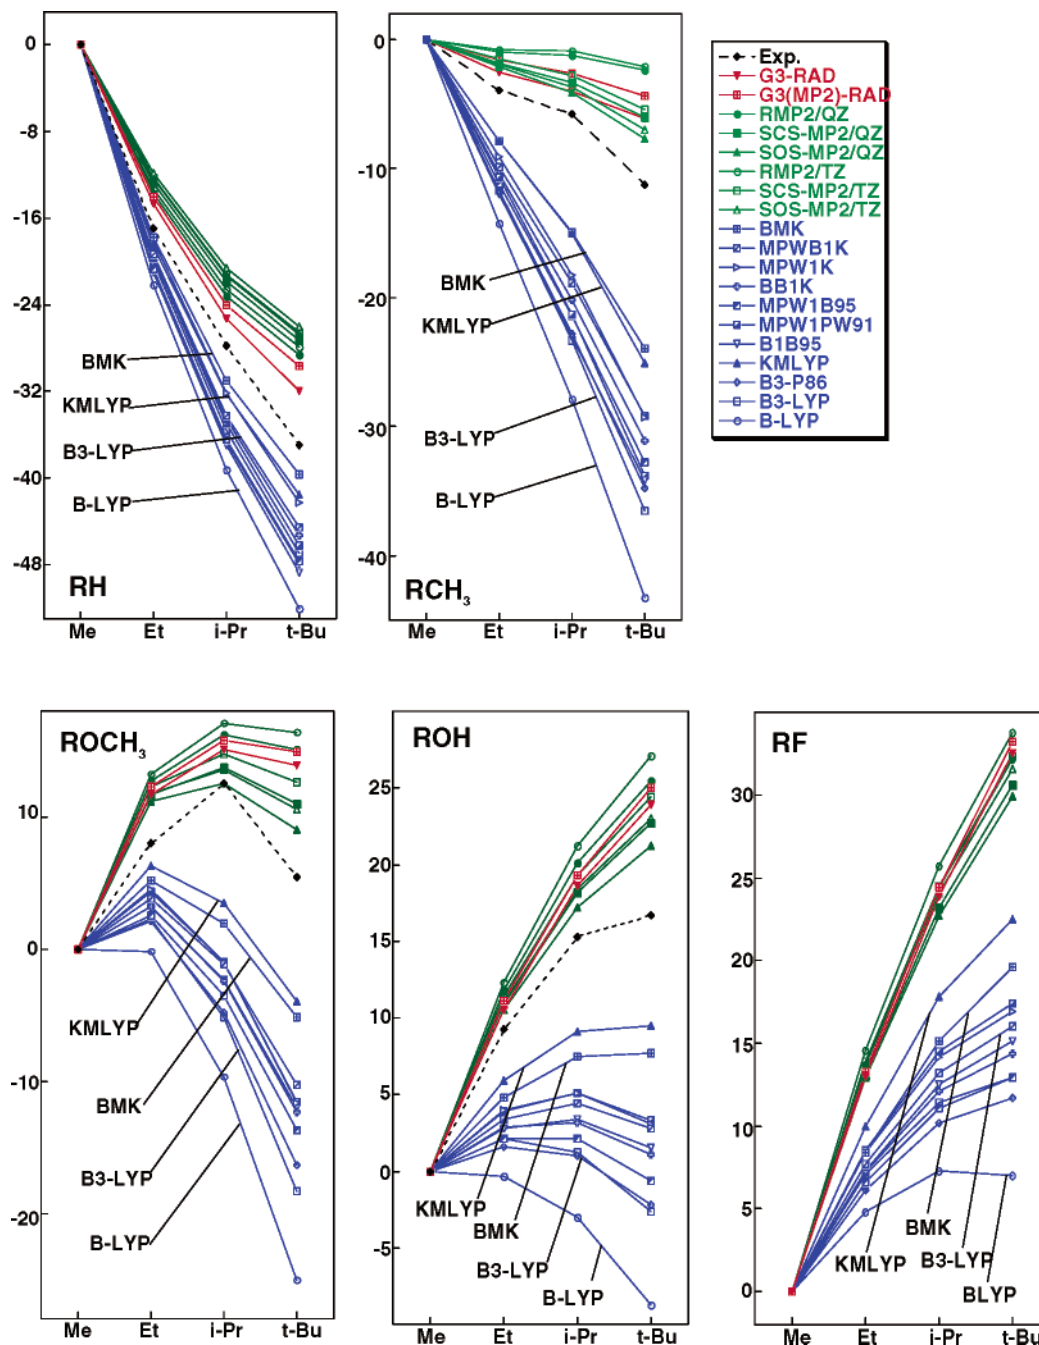 0
-8
-16
-24
-32
-40
-48
BMK
KMLYP
B3-LYP
B-LYP
RH
Me Et i-Pr t-Bu
0
-10
-20
-30
-40
BMK
KMLYP
B3-LYP
B-LYP
RCH₃
Me Et i-Pr t-Bu
Exp.
G3-RAD
G3(MP2)-RAD
RMP2/QZ
SCS-MP2/QZ
SOS-MP2/QZ
RMP2/TZ
SCS-MP2/TZ
SOS-MP2/TZ
BMK
MPWB1K
MPW1K
BB1K
MPW1B95
MPW1PW91
B1B95
KMLYP
B3-P86
B3-LYP
B-LYP
ROCH₃
10
0
-10
-20
KMLYP
BMK
B3-LYP
B-LYP
Me Et i-Pr t-Bu
ROH
25
20
15
10
5
0
-5
KMLYP
BMK
B3-LYP
B-LYP
Me Et i-Pr t-Bu
RF
30
25
20
15
10
5
0
KMLYP
BMK
B3-LYP
BLYP
Me Et i-Pr t-Bu